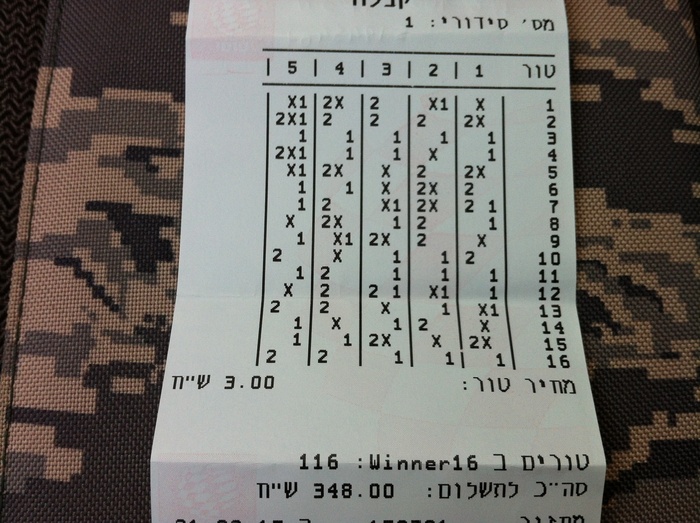 קבלה
מס' סידורי: 1
טור | 1 | 2 | 3 | 4 | 5 |
1 X X1 2 2X X1
2 2X 2 2 2 2X1
3 1 1 1 1 1
4 1 X 1 1 2X1
5 2X 2 X 2X X1
6 2 2X X 1 1
7 2 1 2X X1 2 1
8 1 2 1 2X X
9 X 2 2X X1 1
10 2 1 1 X 2
11 1 1 1 2 1
12 1 X1 2 1 2 X
13 X1 1 X 2 2
14 X 2 1 X 1
15 2X X 2X 1 1
16 1 1 1 2 2
מחיר טור: 3.00 ש"ח
טורים ב Winner16: 116
סה"כ לתשלום: 348.00 ש"ח